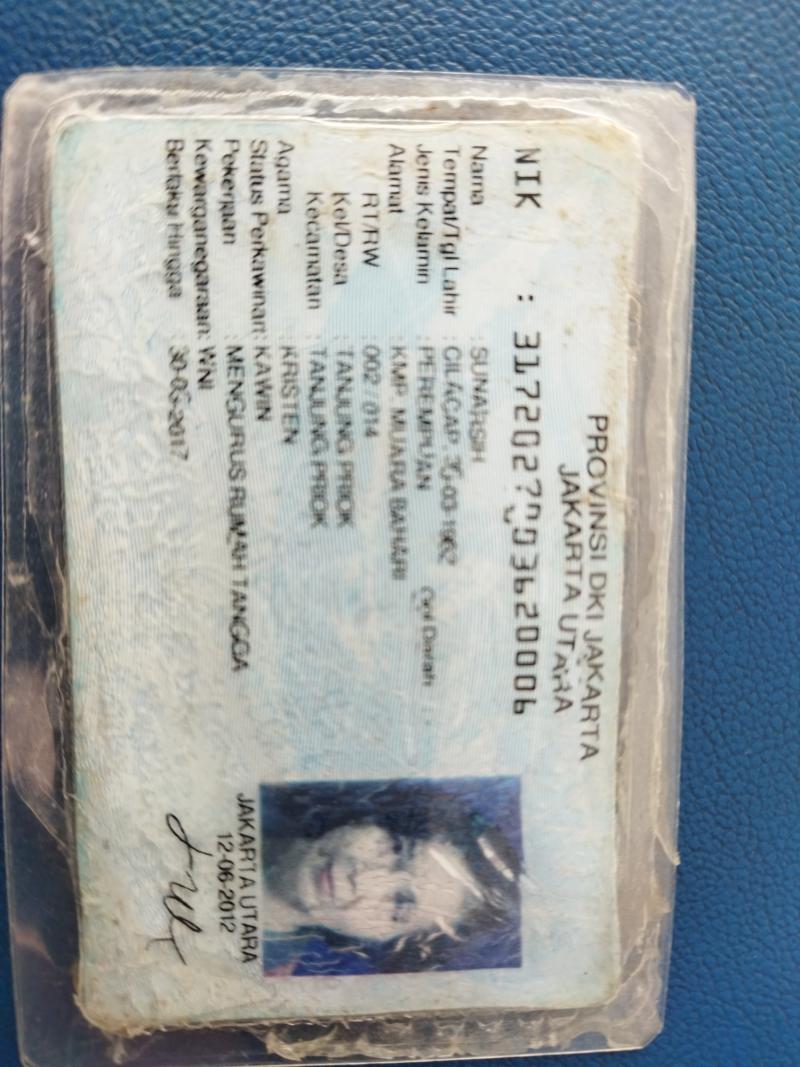 PROVINSI DKI JAKARTA
JAKARTA UTARA
NIK :
Nama : SUNARSIH
Tempat/Tgl Lahir : CILACAP,
Jenis Kelamin : PEREMPUAN Gol Darah : -
Alamat : KMP MUARA BAHARI
RT/RW : 002 / 014
Kel/Desa : TANJUNG PRIOK
Kecamatan : TANJUNG PRIOK
Agama : KRISTEN
Status Perkawinan: KAWIN
Pekerjaan : MENGURUS RUMAH TANGGA
Kewarganegaraan: WNI
Berlaku Hingga :
JAKARTA UTARA
12-06-2012